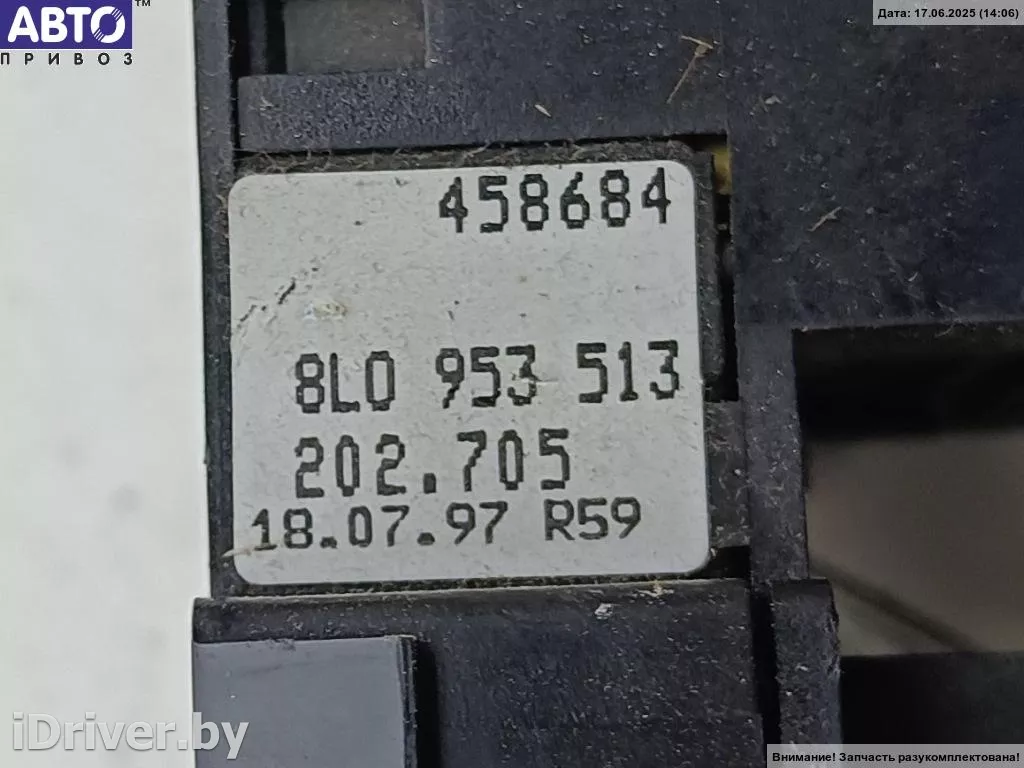 АВТО™
ПРИВОЗ
Дата: 17.06.2025 (14:06)
458684
8L0 953 513
202.705
18.07.97 R59
iDriver.by
Внимание! Запчасть разукомплектована!